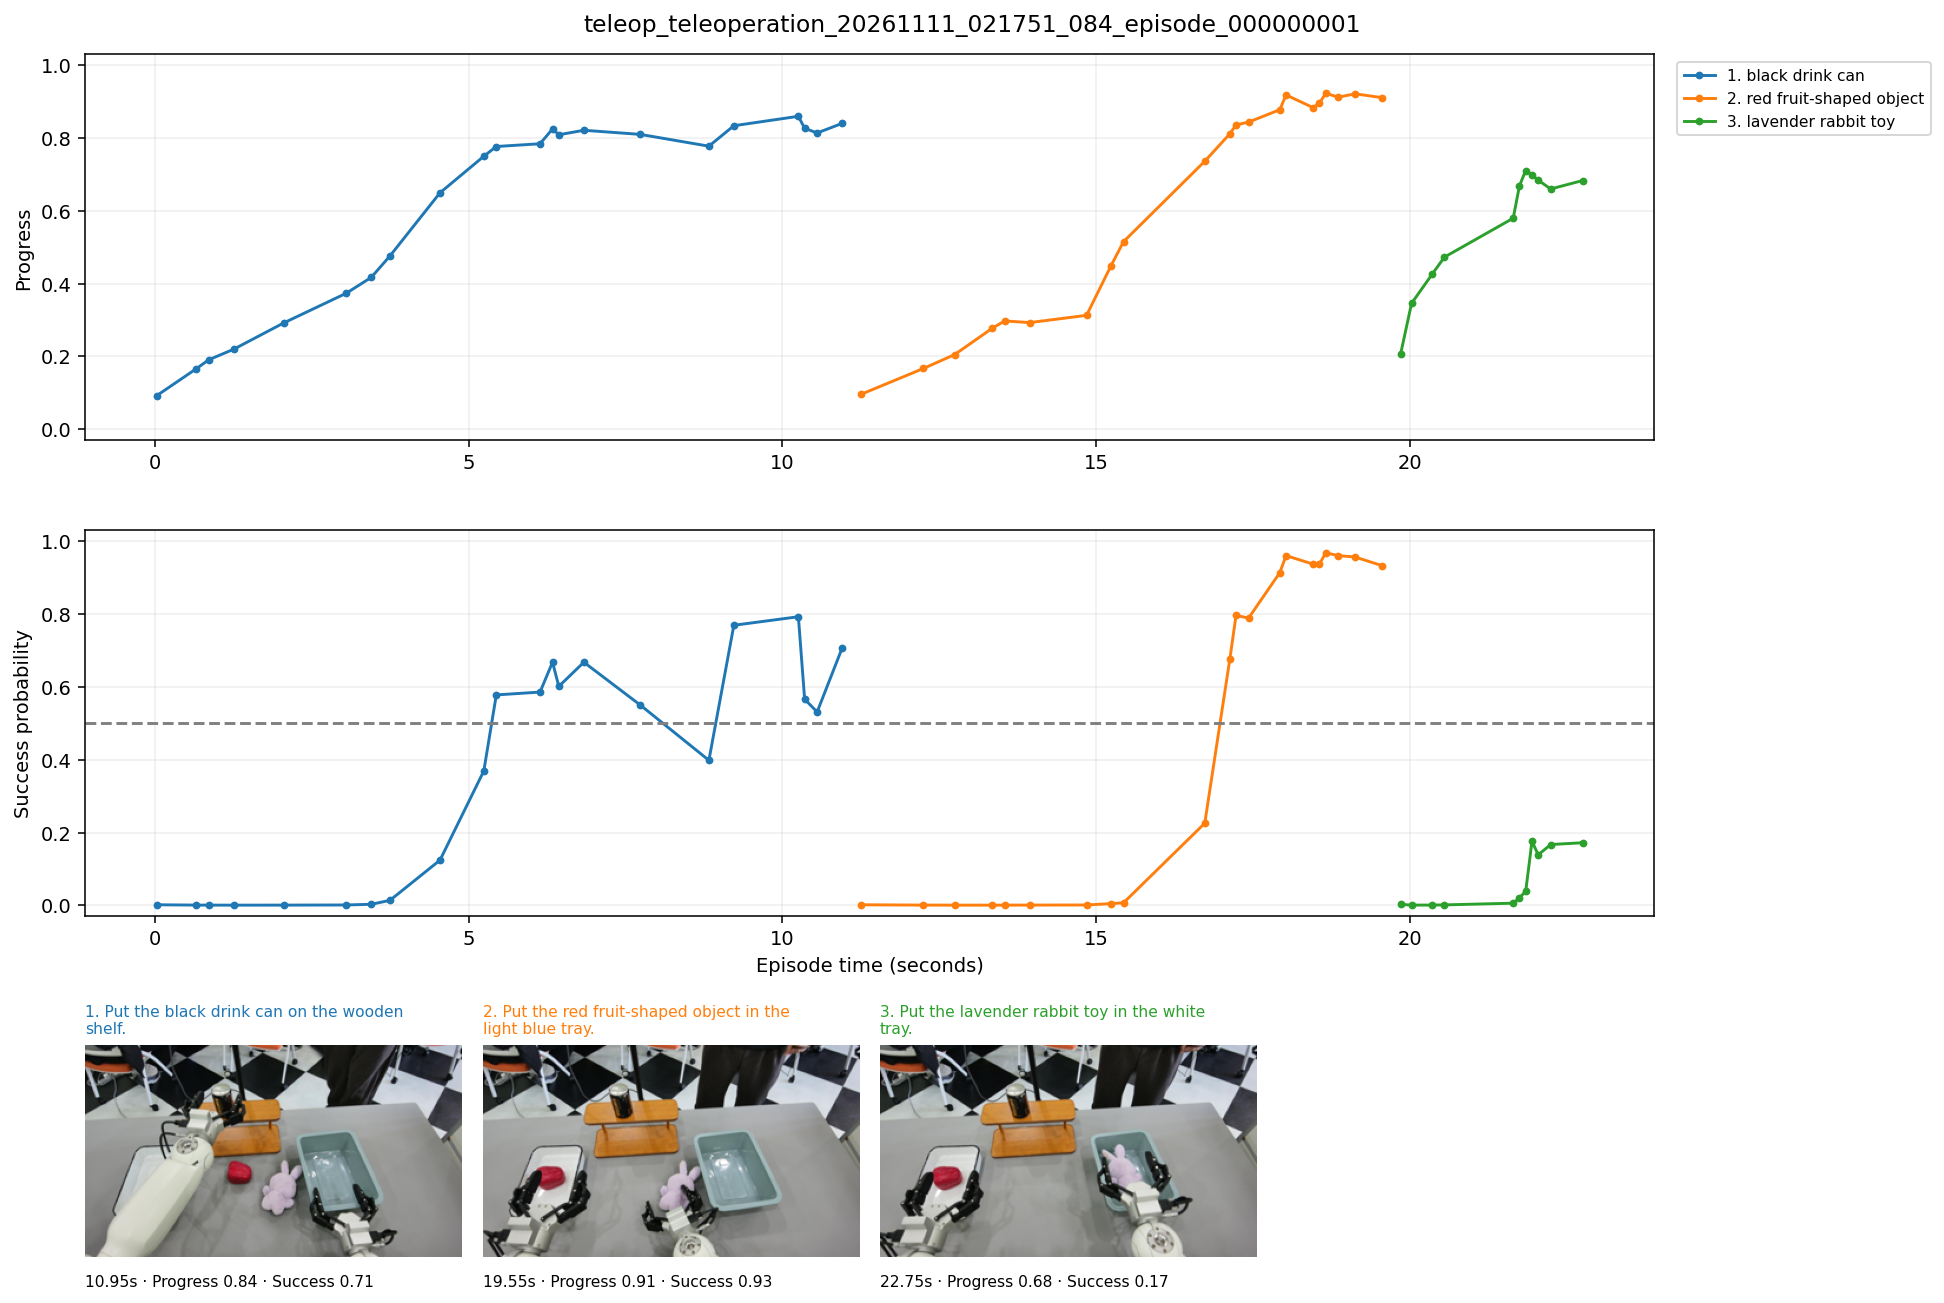 teleop_teleoperation_20261111_021751_084_episode_000000001
1.0
0.8
0.6
0.4
0.2
0.0
Progress
0 5 10 15 20
1. black drink can
2. red fruit-shaped object
3. lavender rabbit toy
1.0
0.8
0.6
0.4
0.2
0.0
Success probability
0 5 10 15 20
Episode time (seconds)
1. Put the black drink can on the wooden
shelf.
2. Put the red fruit-shaped object in the
light blue tray.
3. Put the lavender rabbit toy in the white
tray.
10.95s · Progress 0.84 · Success 0.71
19.55s · Progress 0.91 · Success 0.93
22.75s · Progress 0.68 · Success 0.17